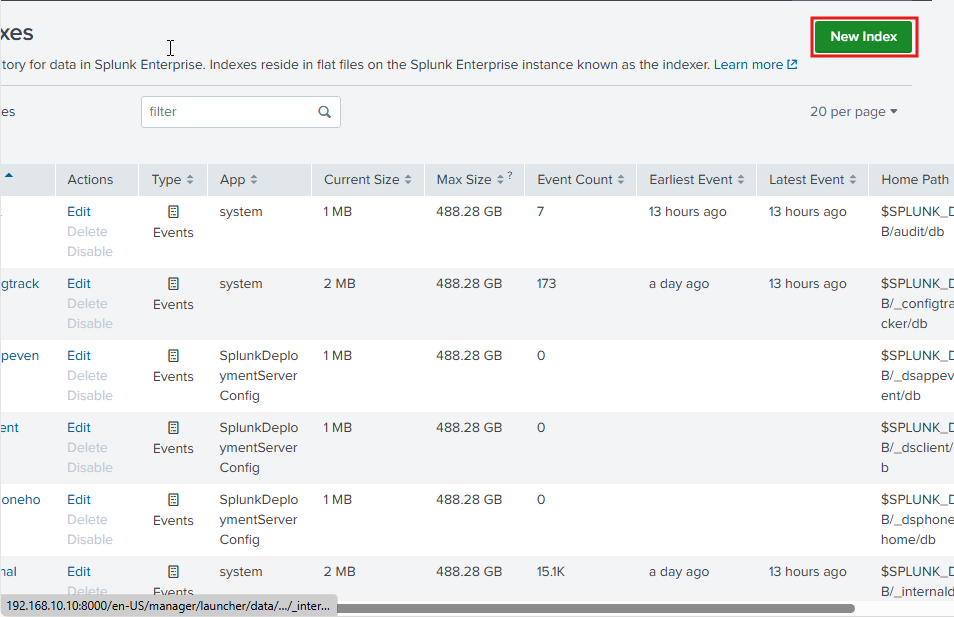 xes
New Index
tory for data in Splunk Enterprise. Indexes reside in flat files on the Splunk Enterprise instance known as the indexer. Learn more
es
filter
20 per page
Actions Type App Current Size Max Size ? Event Count Earliest Event Latest Event Home Path
Edit system 1 MB 488.28 GB 7 13 hours ago 13 hours ago $SPLUNK_D
Delete Events B/audit/db
Disable
gtrack Edit system 2 MB 488.28 GB 173 a day ago 13 hours ago $SPLUNK_D
Delete Events B/_configtra
Disable cker/db
peven Edit SplunkDeplo 1 MB 488.28 GB 0 $SPLUNK_D
Delete Events ymentServer B/_dsappev
Disable Config ent/db
ent Edit SplunkDeplo 1 MB 488.28 GB 0 $SPLUNK_D
Delete Events ymentServer B/_dsclient/
Disable Config b
oneho Edit SplunkDeplo 1 MB 488.28 GB 0 $SPLUNK_D
Delete Events ymentServer B/_dsphone
Disable Config home/db
nal Edit system 2 MB 488.28 GB 15.1K a day ago 13 hours ago $SPLUNK_D
Delete Events B/_internald
192.168.10.10:8000/en-US/manager/launcher/data/.../_inter...